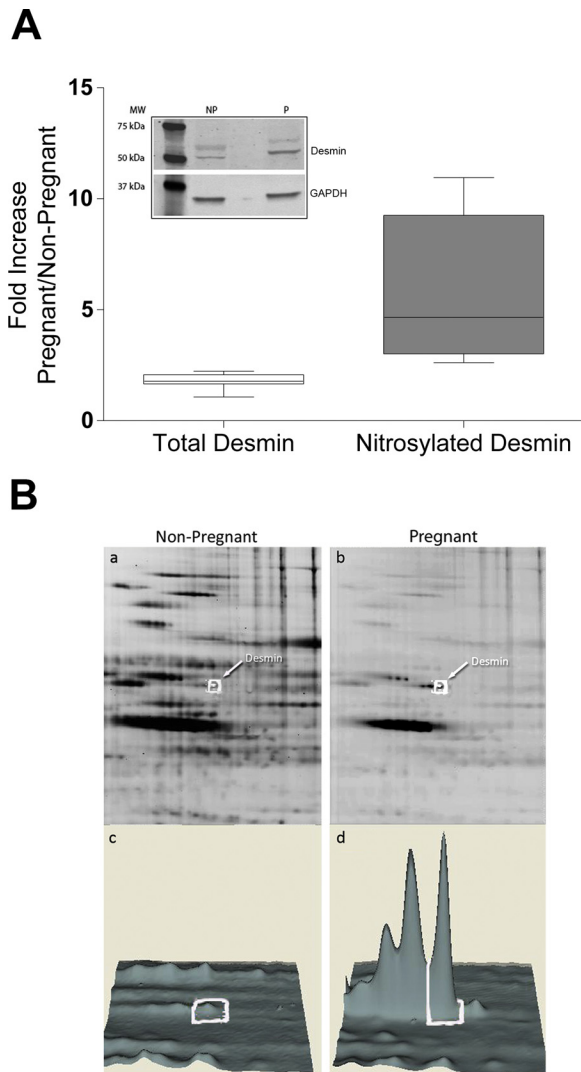 A
15
10
5
0
Fold Increase
Pregnant/Non-Pregnant
MW NP P
75 kDa
50 kDa
37 kDa
Desmin
GAPDH
Total Desmin Nitrosylated Desmin
B
Non-Pregnant Pregnant
a b
Desmin Desmin
c d